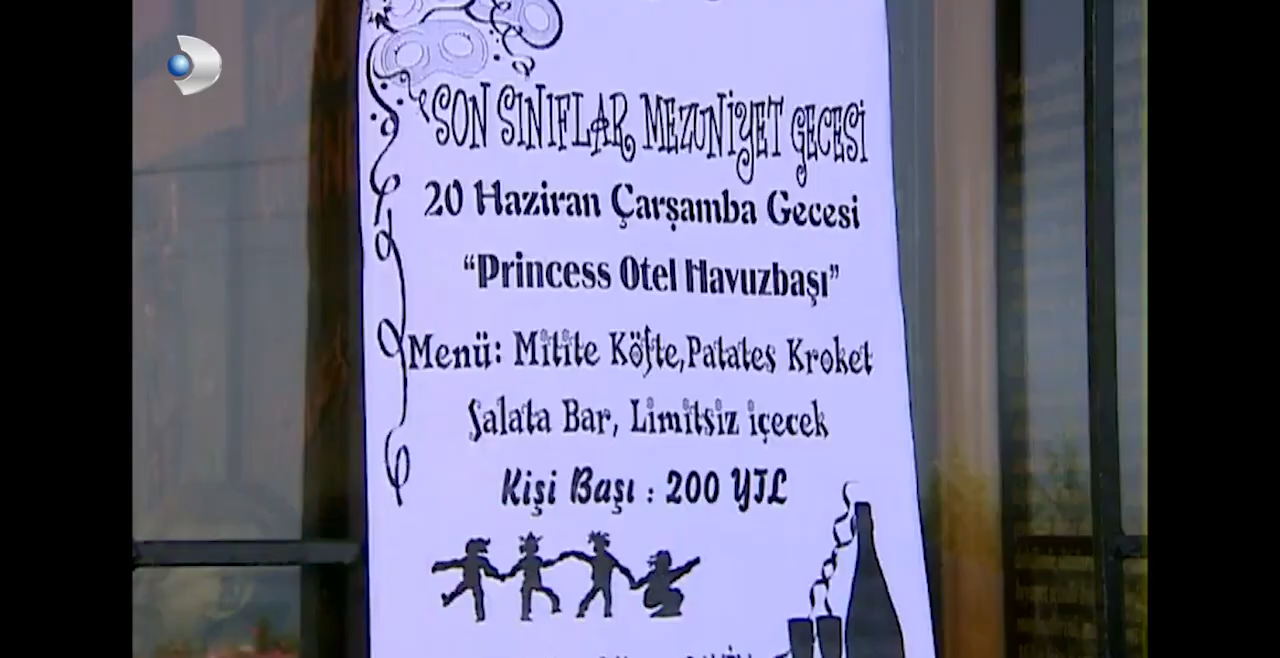 SON SINIFLAR MEZUNİYET GECESİ
20 Haziran Çarşamba Gecesi
“Princess Otel Havuzbaşı”
Menü: Mitite Köfte,Patates Kroket
Salata Bar, Limitsiz içecek
Kişi Başı : 200 YTL